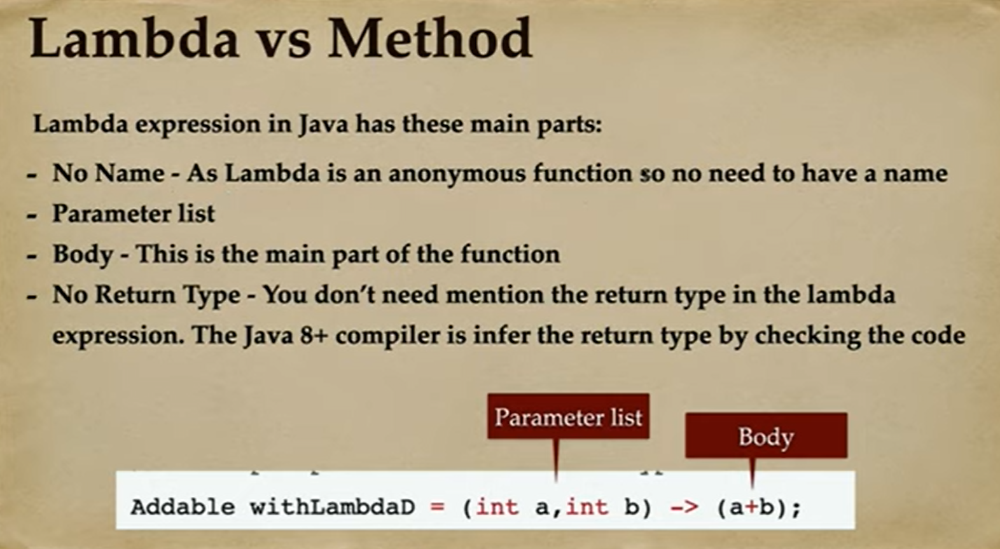 Lambda vs Method
Lambda expression in Java has these main parts:
- No Name - As Lambda is an anonymous function so no need to have a name
- Parameter list
- Body - This is the main part of the function
- No Return Type - You don't need mention the return type in the lambda
expression. The Java 8+ compiler is infer the return type by checking the code
Parameter list
Body
Addable withLambdaD = (int a,int b) -> (a+b);